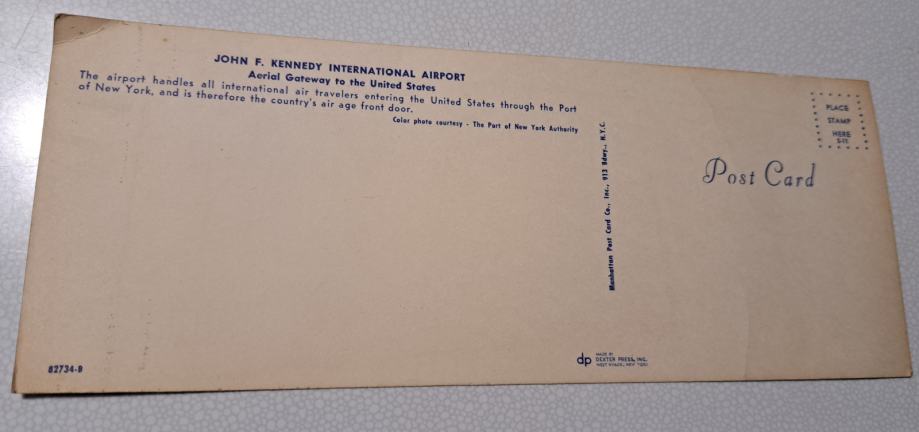 JOHN F. KENNEDY INTERNATIONAL AIRPORT
Aerial Gateway to the United States
The airport handles all international air travelers entering the United States through the Port
of New York, and is therefore the country's air age front door.
Color photo courtesy - The Port of New York Authority
Manhattan Post Card Co., Inc., 913 Bdwy., N.Y.C.
PLACE
STAMP
HERE
S-11
Post Card
82734-B
dp
MADE BY
DEXTER PRESS, INC.
WEST NYACK, NEW YORK